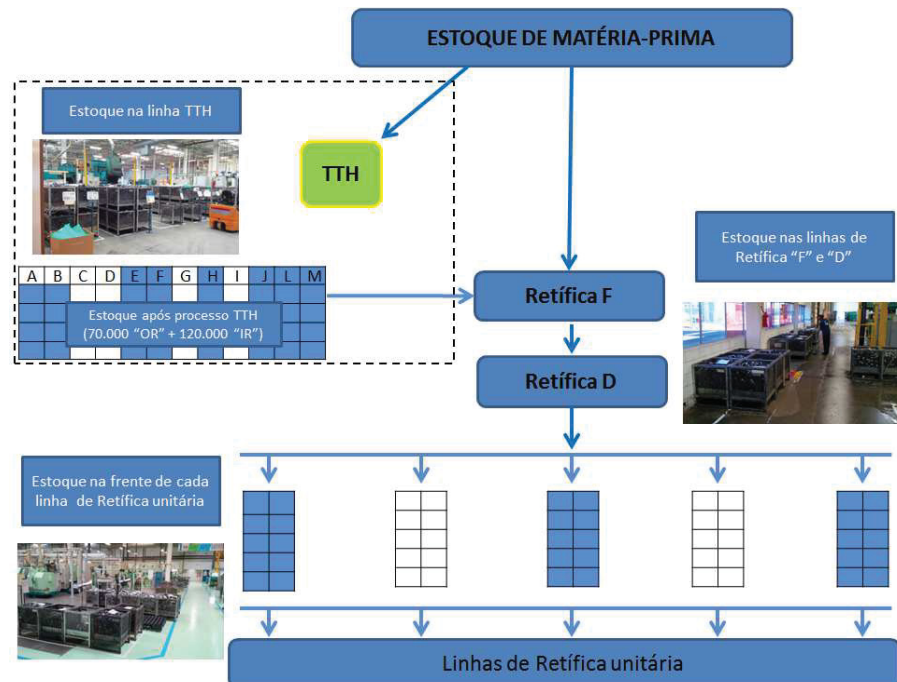 ESTOQUE DE MATÉRIA-PRIMA
Estoque na linha TTH
TTH
A B C D E F G H I J L M
Estoque após processo TTH
(70.000 “OR” + 120.000 “IR”)
Retífica F
Estoque nas linhas de
Retífica “F” e “D”
Retífica D
Estoque na frente de cada
linha de Retífica unitária
Linhas de Retífica unitária